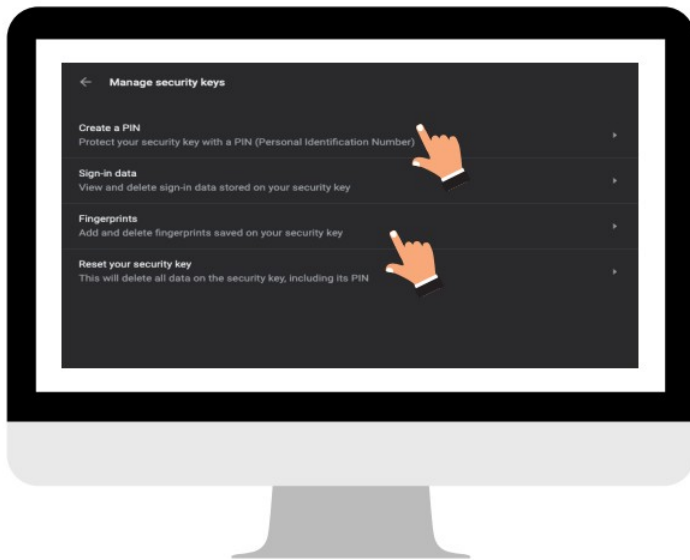 Manage security keys
Create a PIN
Protect your security key with a PIN (Personal Identification Number)
Sign-in data
View and delete sign-in data stored on your security key
Fingerprints
Add and delete fingerprints saved on your security key
Reset your security key
This will delete all data on the security key, including its PIN